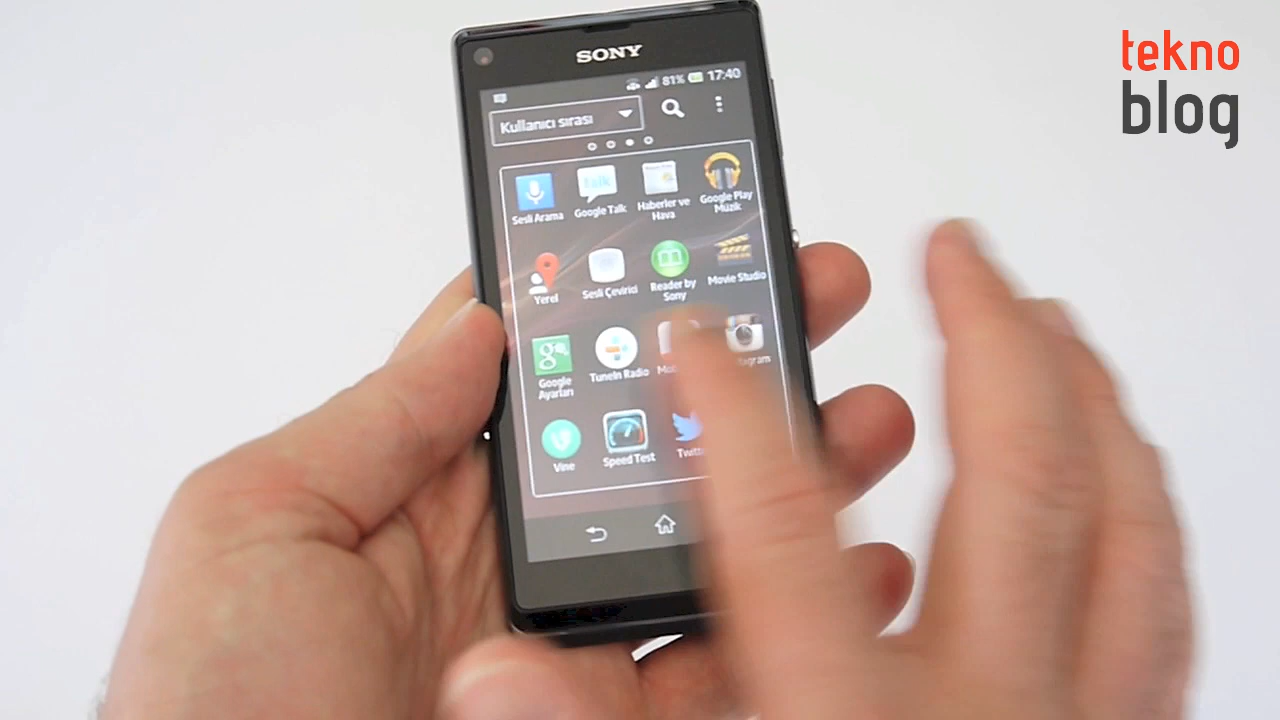 tekno
blog
SONY
81% 17:40
Kullanıcı sırası
Sesli Arama
Google Talk
Haberler ve
Hava
Google Play
Müzik
Yerel
Sesli Çevirici
Reader by
Sony
Movie Studio
Google
Ayarları
TuneIn Radio
Vine
Speed Test